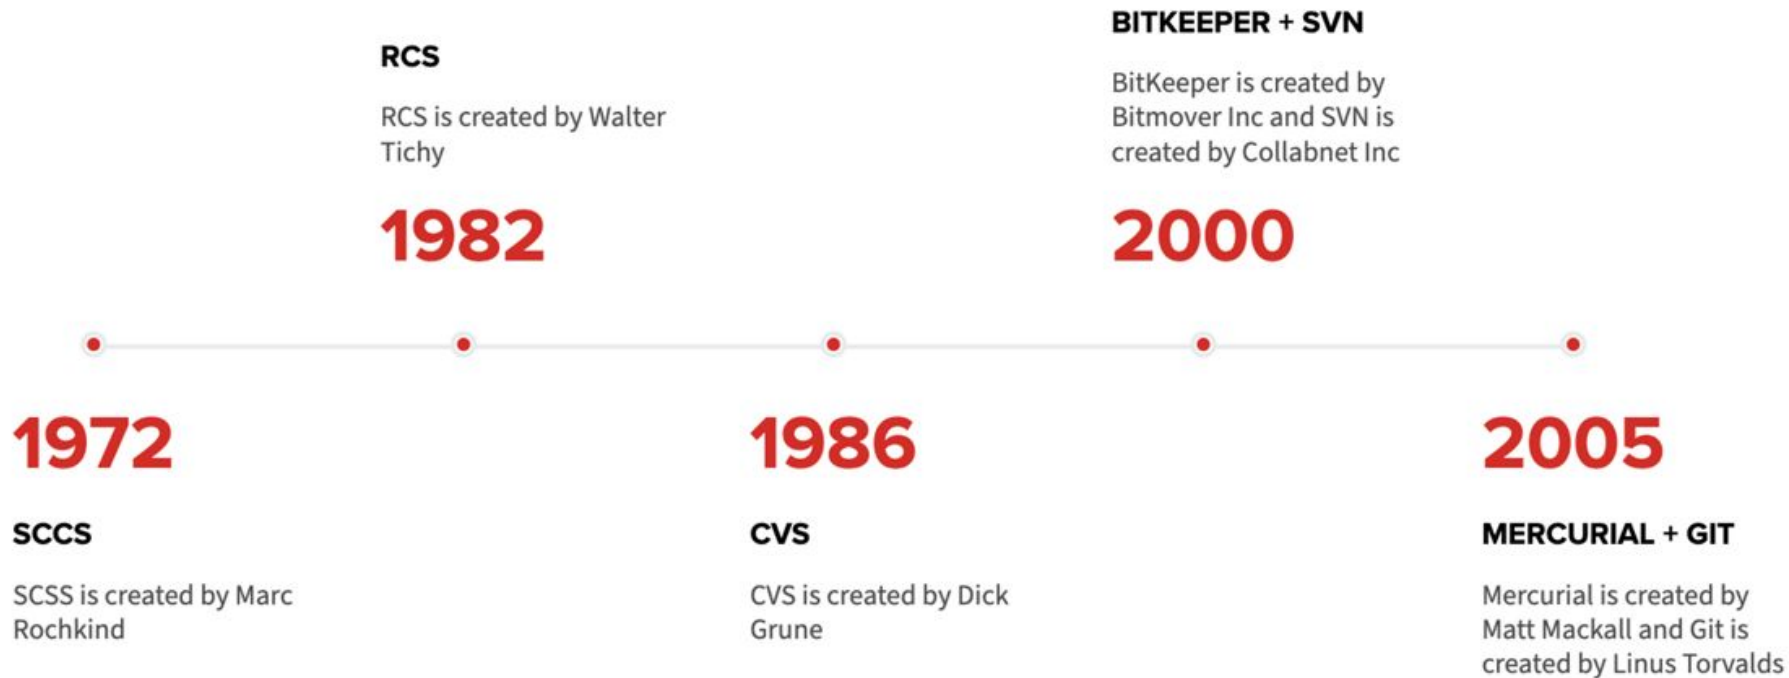 1972
SCCS
SCSS is created by Marc
Rochkind
RCS
RCS is created by Walter
Tichy
1982
1986
CVS
CVS is created by Dick
Grune
BITKEEPER + SVN
BitKeeper is created by
Bitmover Inc and SVN is
created by Collabnet Inc
2000
2005
MERCURIAL + GIT
Mercurial is created by
Matt Mackall and Git is
created by Linus Torvalds